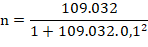 n = 109.032 / 1 + 109.032.0,1²